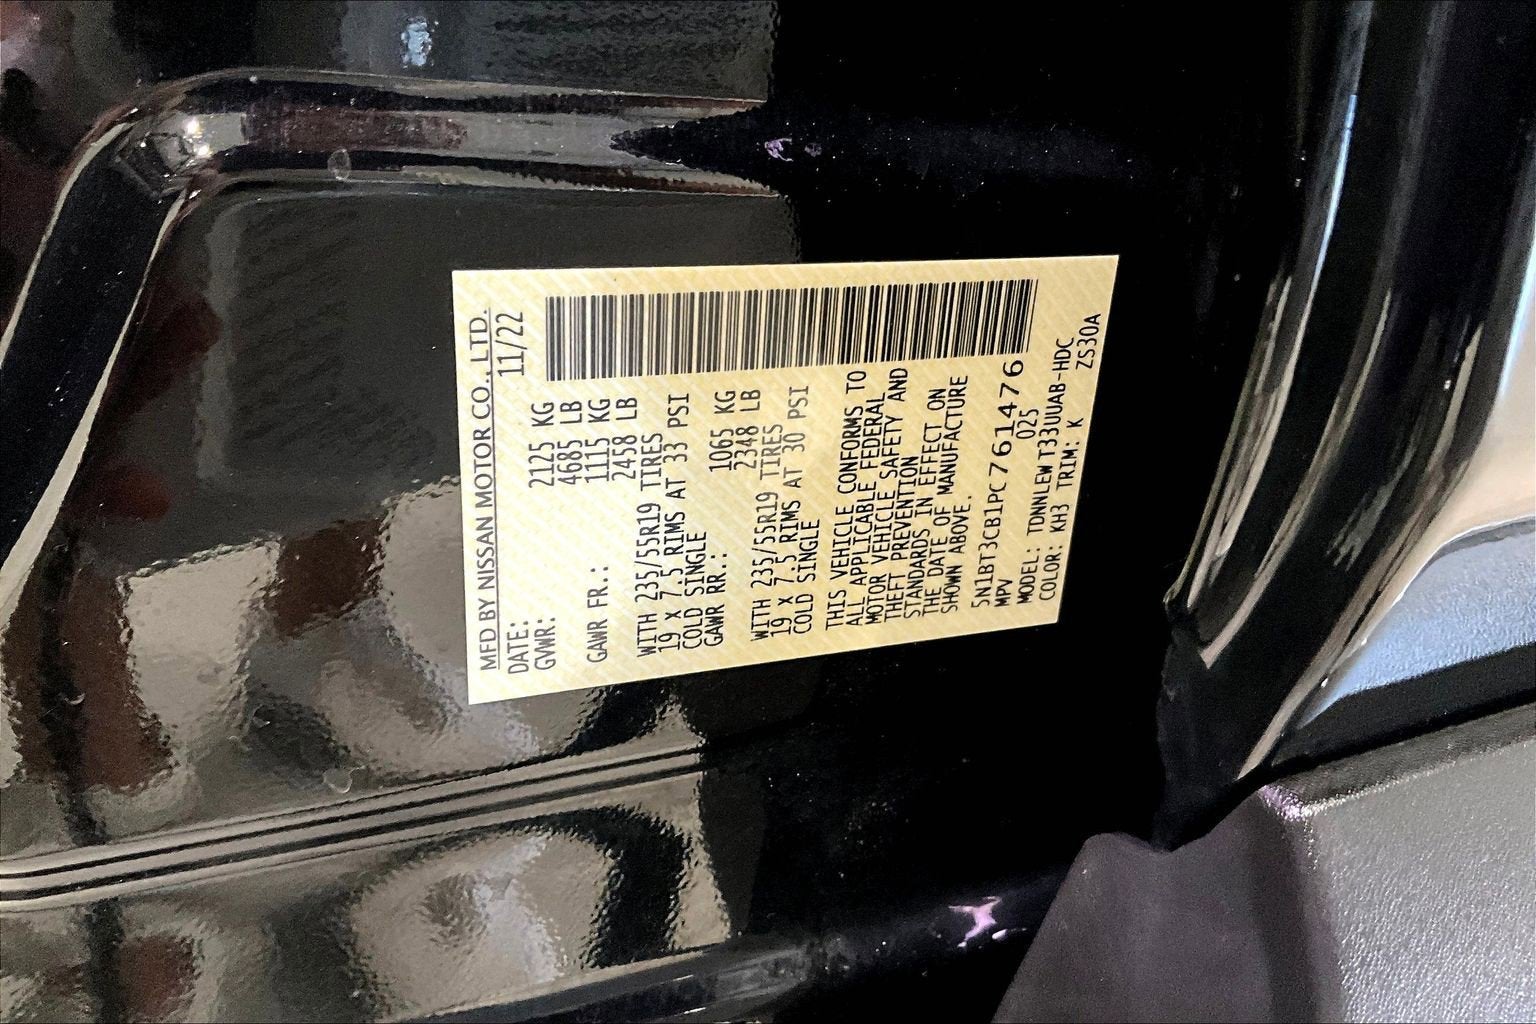 MFD BY NISSAN MOTOR CO., LTD.
DATE: 11/22
GVWR: 2125 KG
4685 LB
GAWR FR.: 1115 KG
2458 LB
WITH 235/55R19 TIRES
19 X 7.5 RIMS AT 33 PSI
COLD SINGLE
GAWR RR.: 1065 KG
2348 LB
WITH 235/55R19 TIRES
19 X 7.5 RIMS AT 30 PSI
COLD SINGLE
THIS VEHICLE CONFORMS TO
ALL APPLICABLE FEDERAL
MOTOR VEHICLE SAFETY AND
THEFT PREVENTION
STANDARDS IN EFFECT ON
THE DATE OF MANUFACTURE
SHOWN ABOVE.
5N1BT3CB1PC761476
MPV 025
MODEL: TDNNLEW T33UUAB-HDC
COLOR: KH3 TRIM: K ZS30A